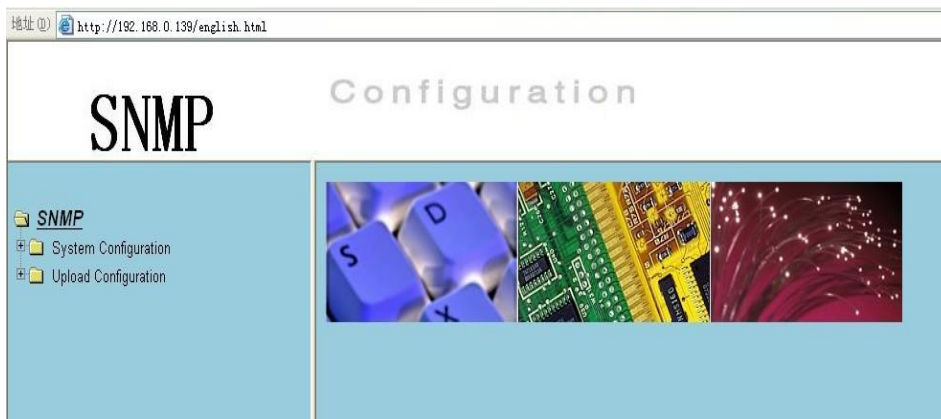 地址(D) http://192.168.0.139/english.html
SNMP
Configuration
SNMP
System Configuration
Upload Configuration
S
D
X